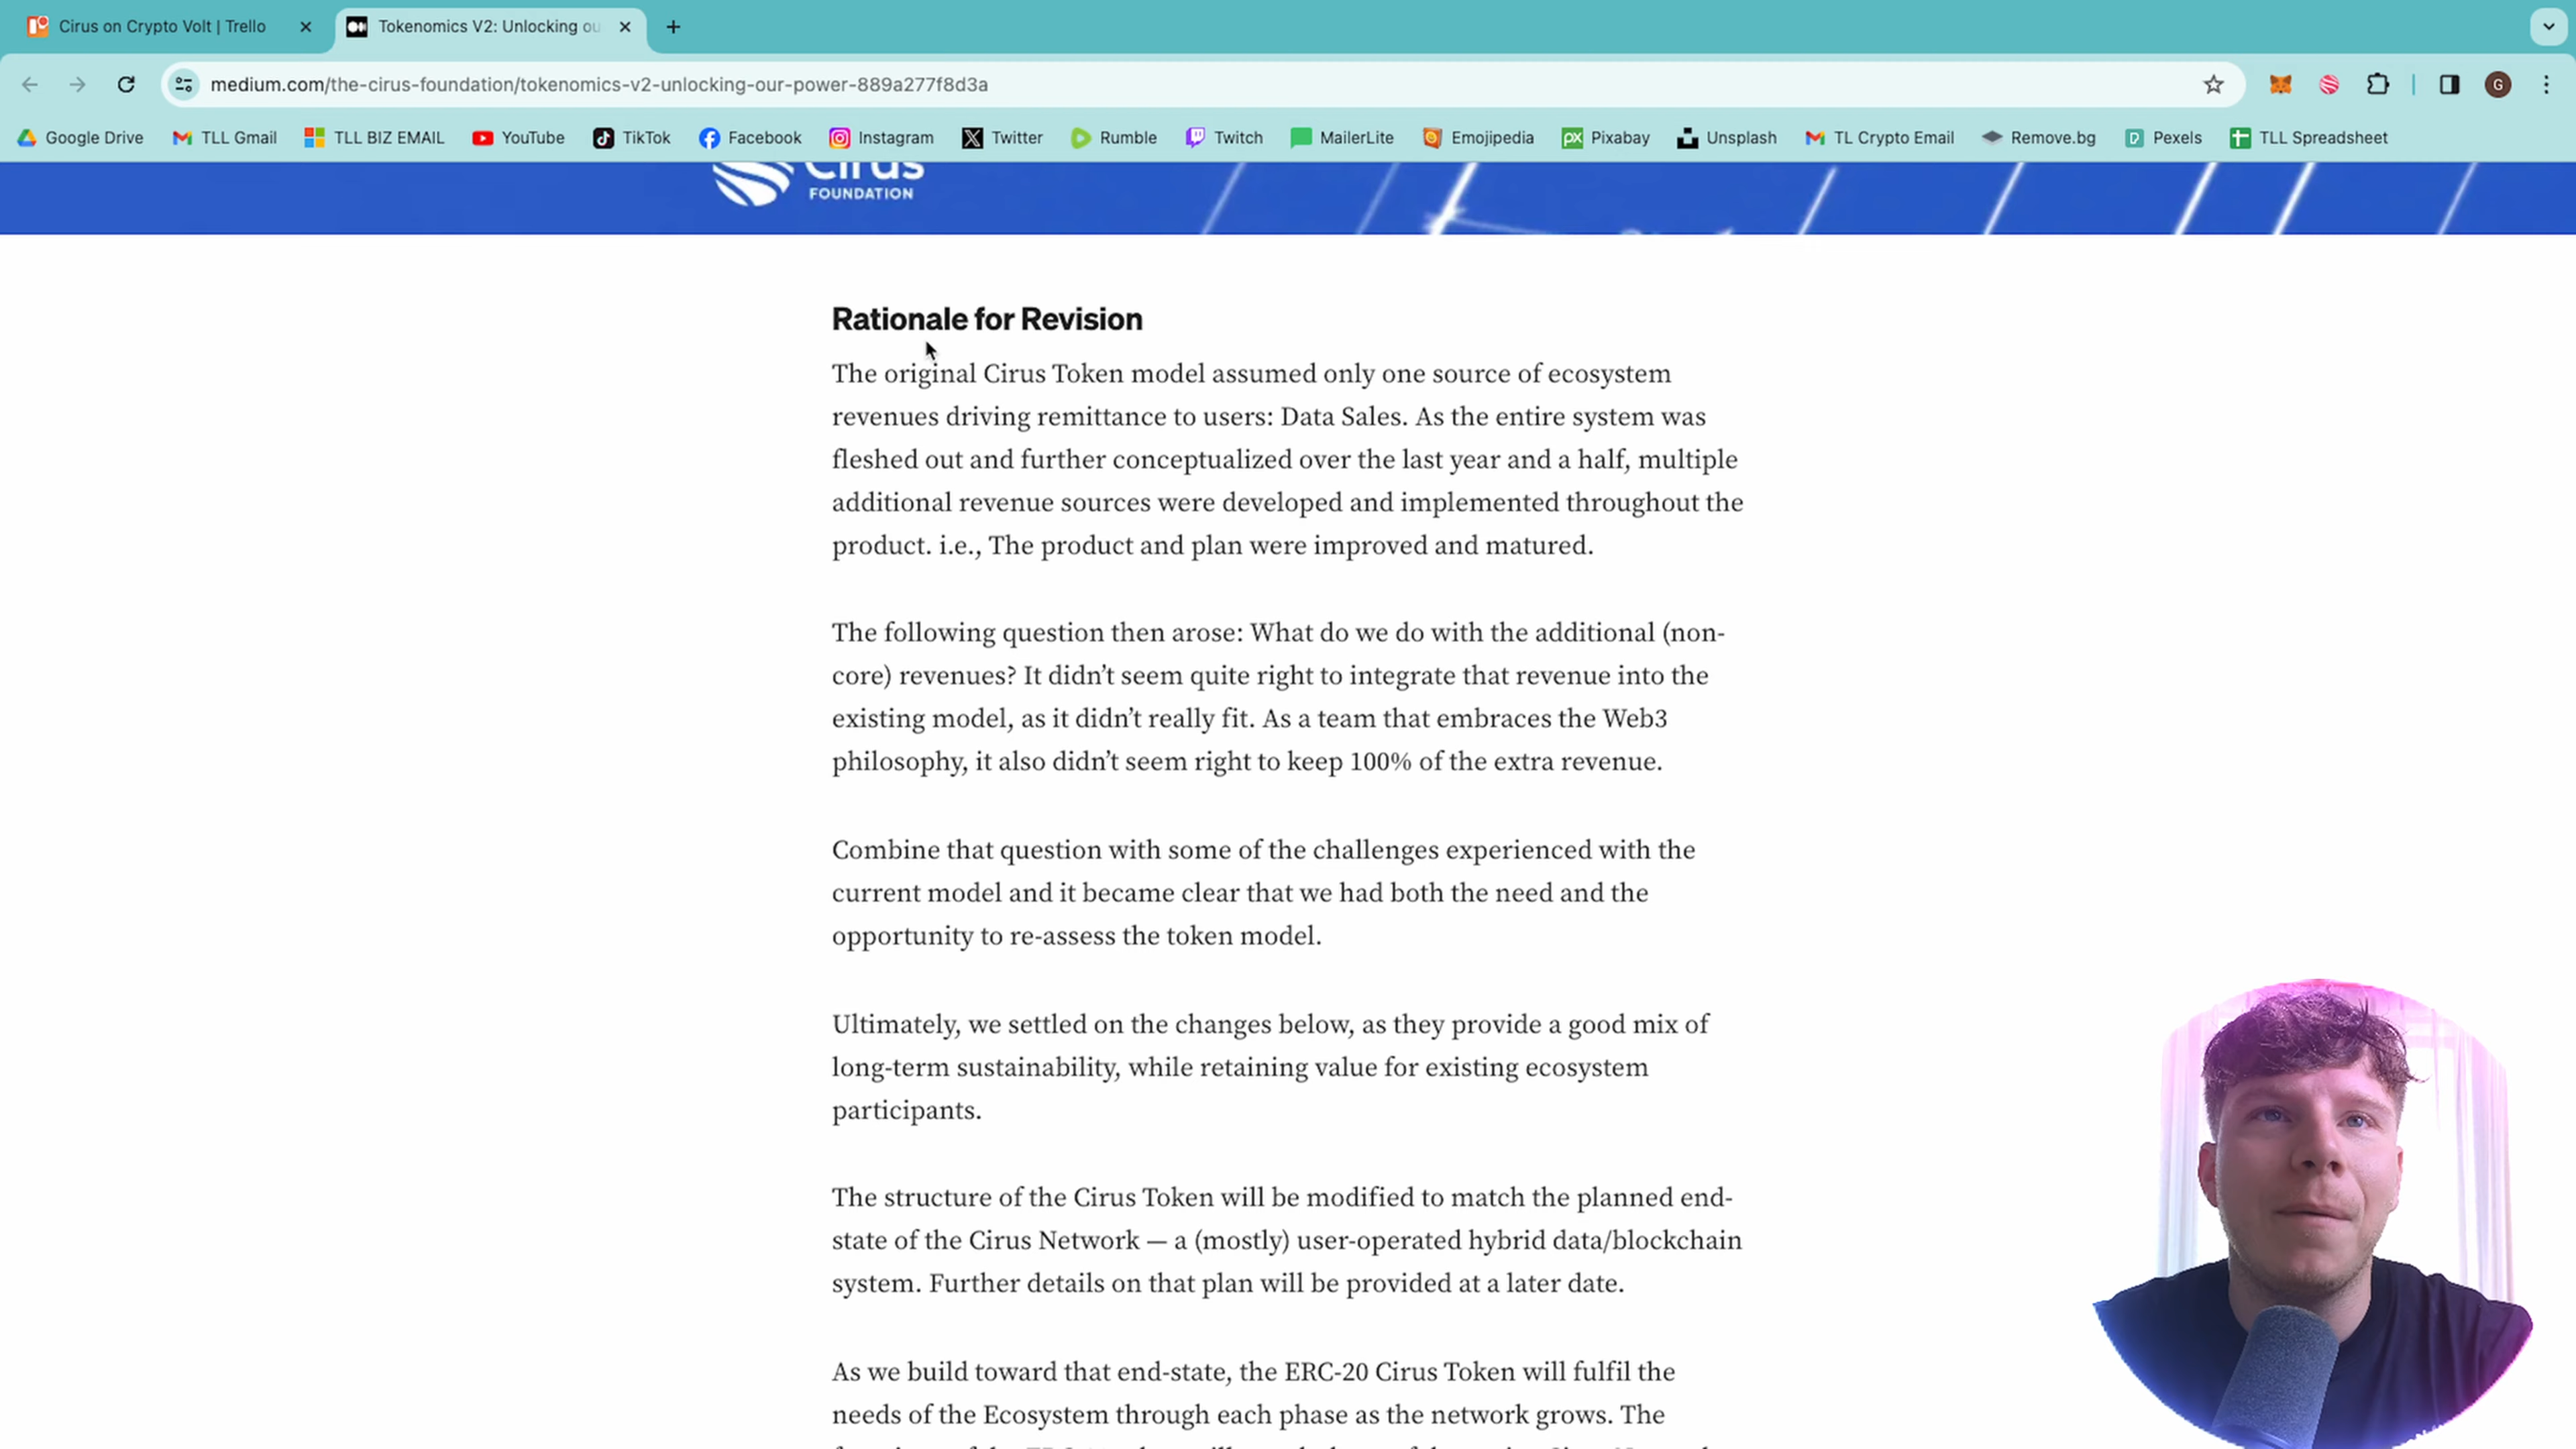 Cirus on Crypto Volt | Trello
Tokenomics V2: Unlocking ou
medium.com/the-cirus-foundation/tokenomics-v2-unlocking-our-power-889a277f8d3a
G
Google Drive
TLL Gmail
TLL BIZ EMAIL
YouTube
TikTok
Facebook
Instagram
Twitter
Rumble
Twitch
MailerLite
Emojipedia
px Pixabay
Unsplash
TL Crypto Email
Remove.bg
Pexels
TLL Spreadsheet
Cirus
FOUNDATION
Rationale for Revision
The original Cirus Token model assumed only one source of ecosystem
revenues driving remittance to users: Data Sales. As the entire system was
fleshed out and further conceptualized over the last year and a half, multiple
additional revenue sources were developed and implemented throughout the
product. i.e., The product and plan were improved and matured.
The following question then arose: What do we do with the additional (non-
core) revenues? It didn’t seem quite right to integrate that revenue into the
existing model, as it didn’t really fit. As a team that embraces the Web3
philosophy, it also didn’t seem right to keep 100% of the extra revenue.
Combine that question with some of the challenges experienced with the
current model and it became clear that we had both the need and the
opportunity to re-assess the token model.
Ultimately, we settled on the changes below, as they provide a good mix of
long-term sustainability, while retaining value for existing ecosystem
participants.
The structure of the Cirus Token will be modified to match the planned end-
state of the Cirus Network — a (mostly) user-operated hybrid data/blockchain
system. Further details on that plan will be provided at a later date.
As we build toward that end-state, the ERC-20 Cirus Token will fulfil the
needs of the Ecosystem through each phase as the network grows. The